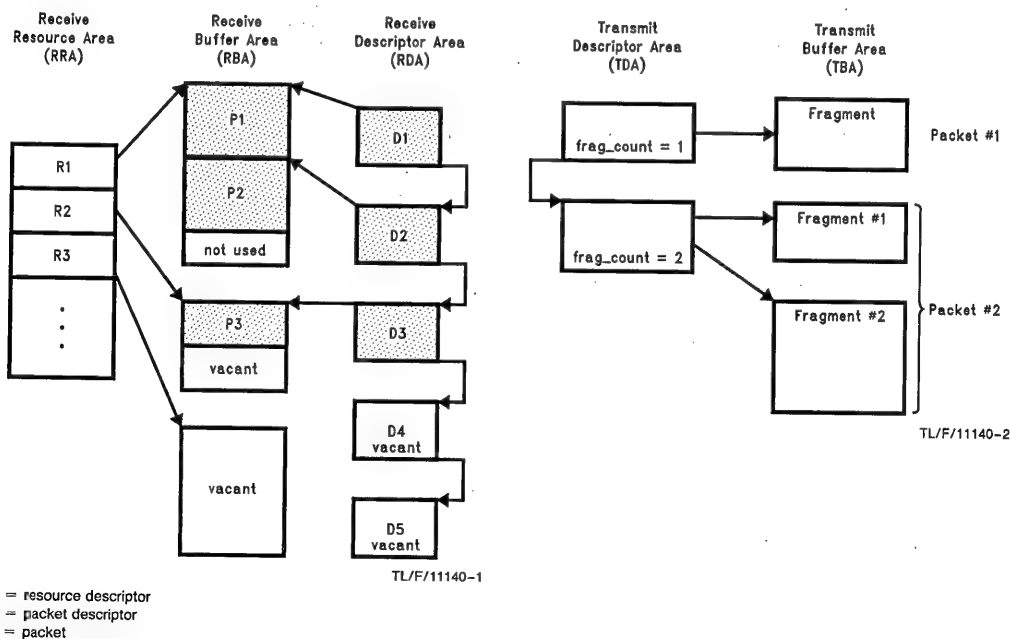 Receive
Resource Area
(RRA)
Receive
Buffer Area
(RBA)
Receive
Descriptor Area
(RDA)
R1
R2
R3
P1
P2
not used
P3
vacant
vacant
D1
D2
D3
D4
vacant
D5
vacant
TL/F/11140-1
= resource descriptor
= packet descriptor
= packet
Transmit
Descriptor Area
(TDA)
Transmit
Buffer Area
(TBA)
frag_count = 1
Fragment
Packet #1
frag_count = 2
Fragment #1
Fragment #2
Packet #2
TL/F/11140-2